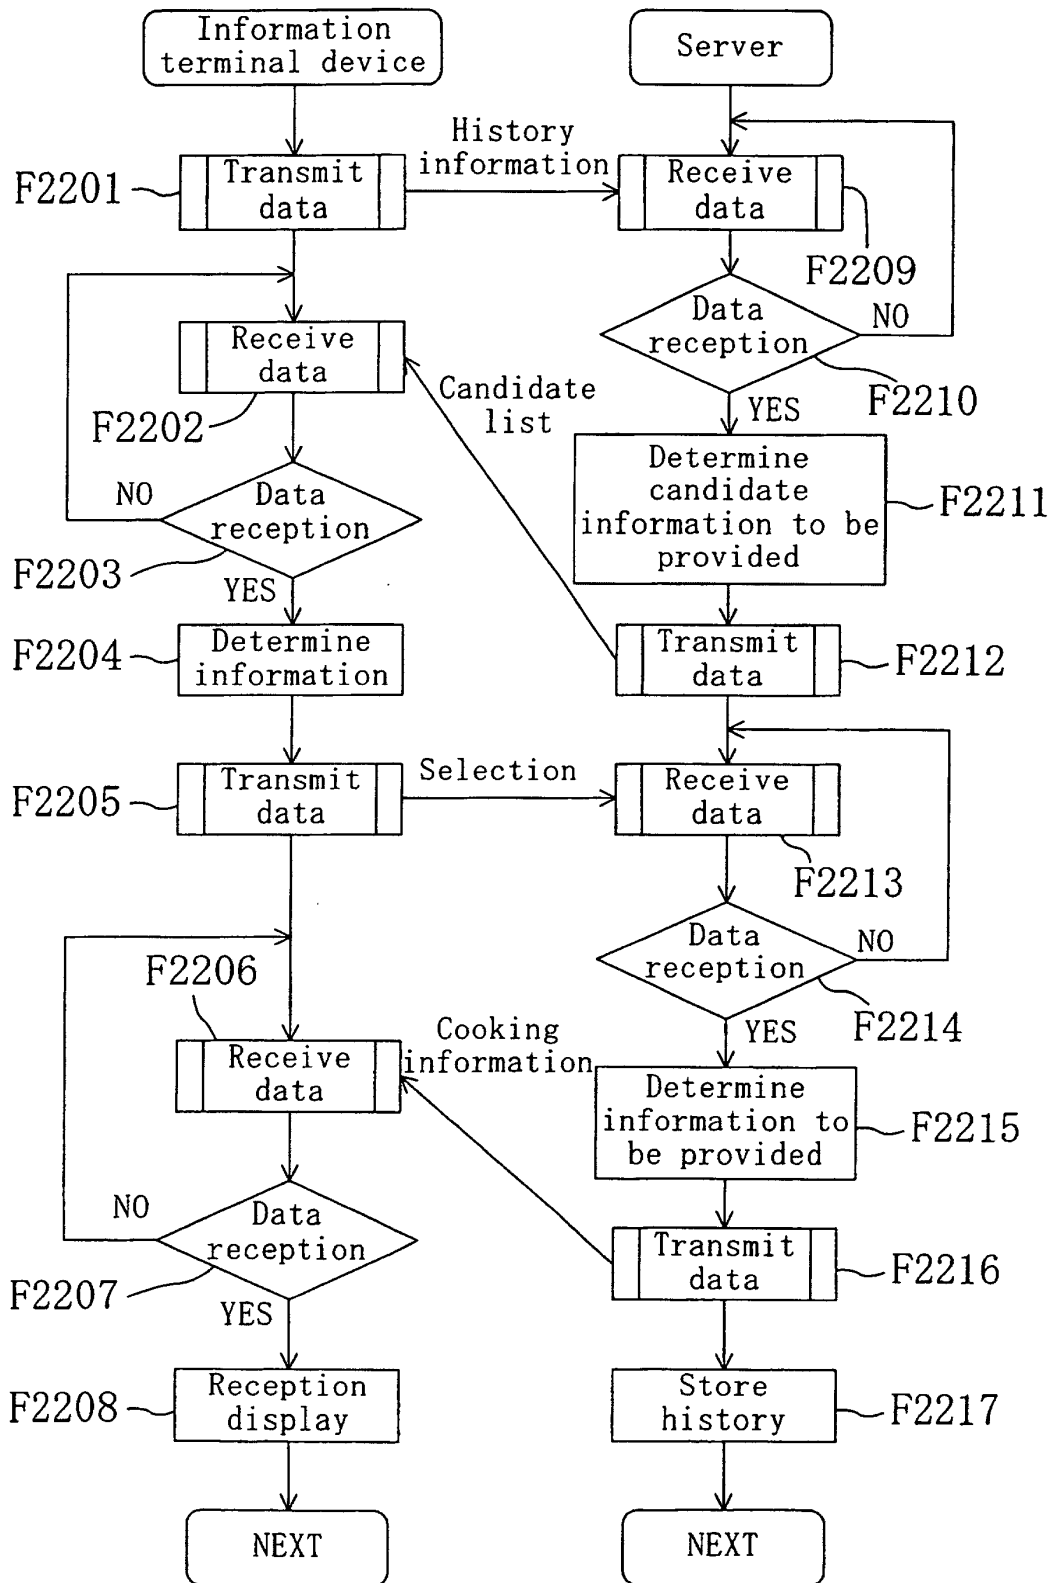 Information
terminal device
Server
History
information
F2201
Transmit
data
Receive
data
F2209
Data
reception
NO
F2210
YES
Receive
data
F2202
Candidate
list
Data
reception
NO
F2203
YES
Determine
candidate
information to be
provided
F2211
F2204
Determine
information
Transmit
data
F2212
F2205
Transmit
data
Selection
Receive
data
F2213
Data
reception
NO
F2214
YES
F2206
Receive
data
Cooking
information
Determine
information to
be provided
F2215
Data
reception
NO
F2207
YES
Transmit
data
F2216
F2208
Reception
display
Store
history
F2217
NEXT
NEXT